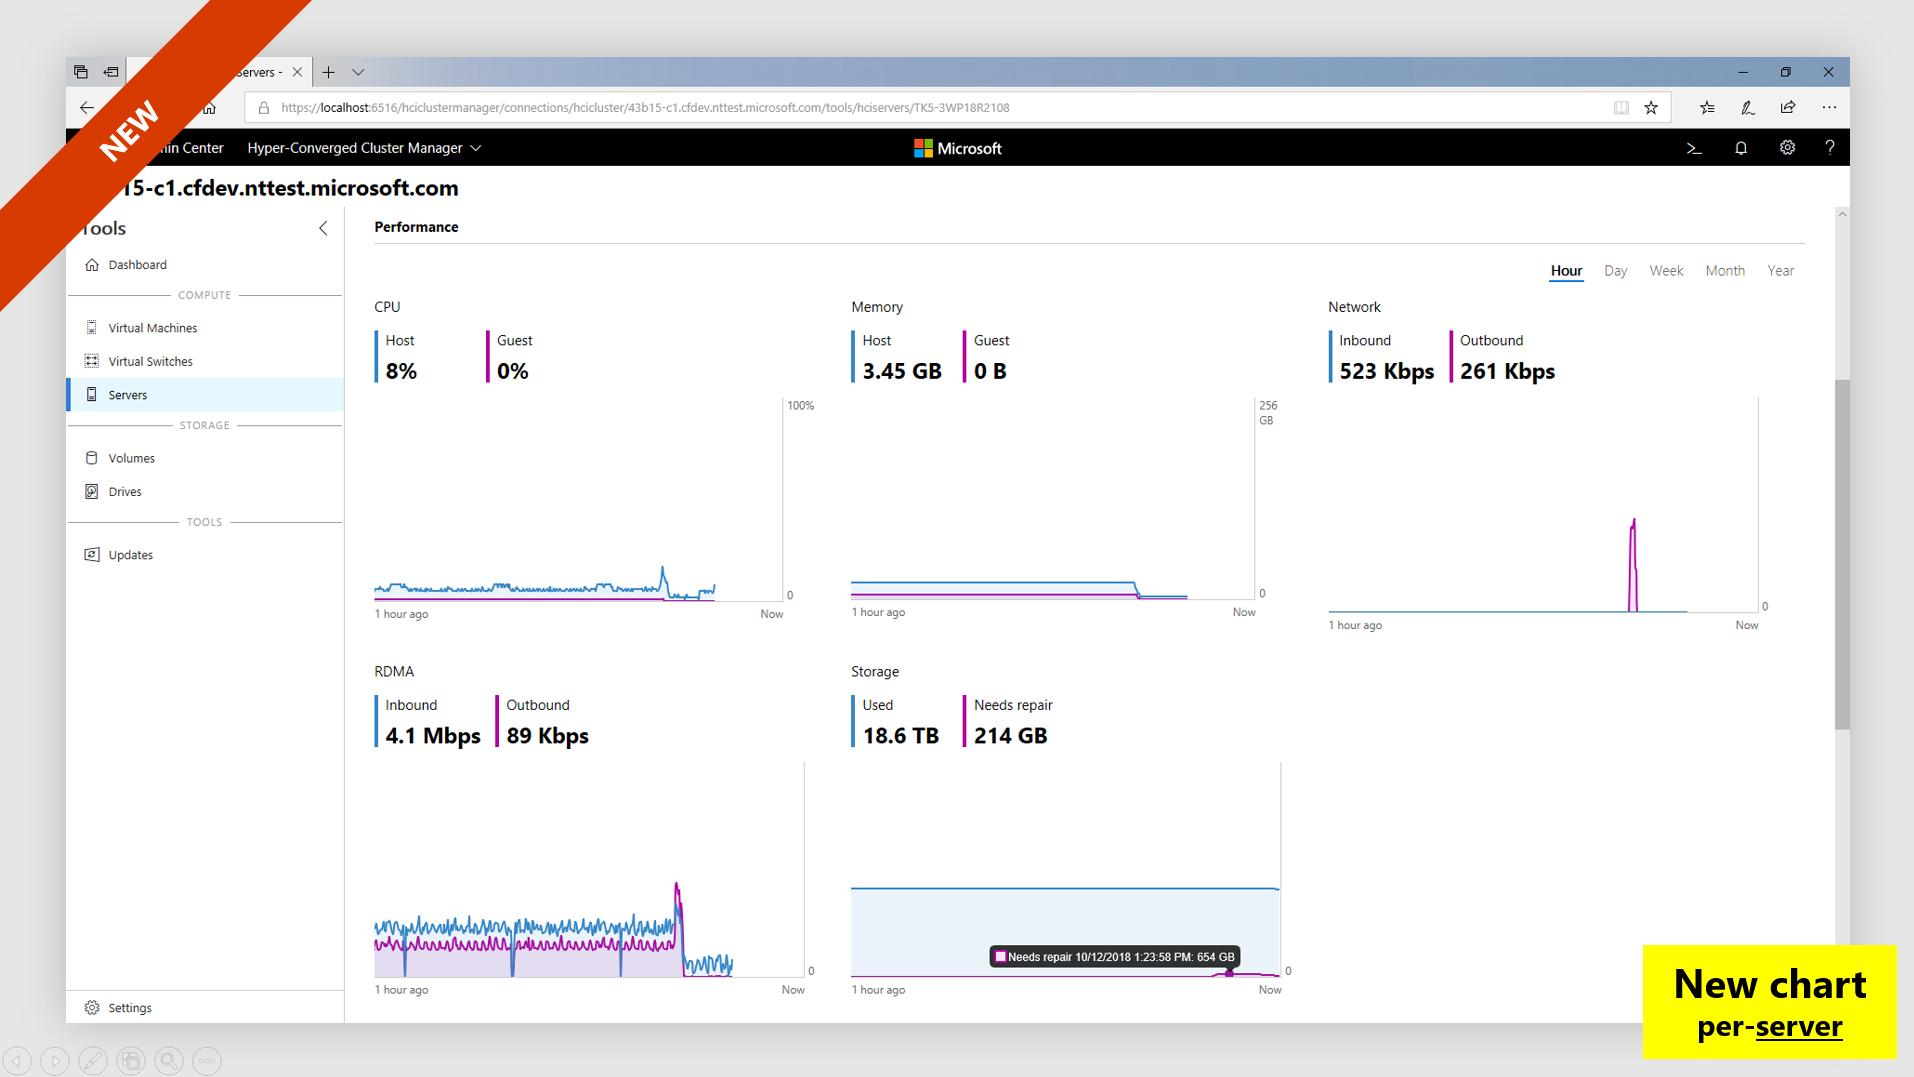 NEW
Servers -
https://localhost:6516/hciclustermanager/connections/hcicluster/43b15-c1.cfdev.nttest.microsoft.com/tools/hciservers/TK5-3WP18R2108
Center
Hyper-Converged Cluster Manager
Microsoft
>_
?
15-c1.cfdev.nttest.microsoft.com
Tools
Dashboard
COMPUTE
Virtual Machines
Virtual Switches
Servers
STORAGE
Volumes
Drives
TOOLS
Updates
Settings
Performance
Hour Day Week Month Year
CPU
Host
8%
Guest
0%
100%
0
1 hour ago
Now
Memory
Host
3.45 GB
Guest
0 B
256
GB
0
1 hour ago
Now
Network
Inbound
523 Kbps
Outbound
261 Kbps
0
1 hour ago
Now
RDMA
Inbound
4.1 Mbps
Outbound
89 Kbps
0
1 hour ago
Now
Storage
Used
18.6 TB
Needs repair
214 GB
Needs repair 10/12/2018 1:23:58 PM: 654 GB
0
1 hour ago
Now
New chart
per-server